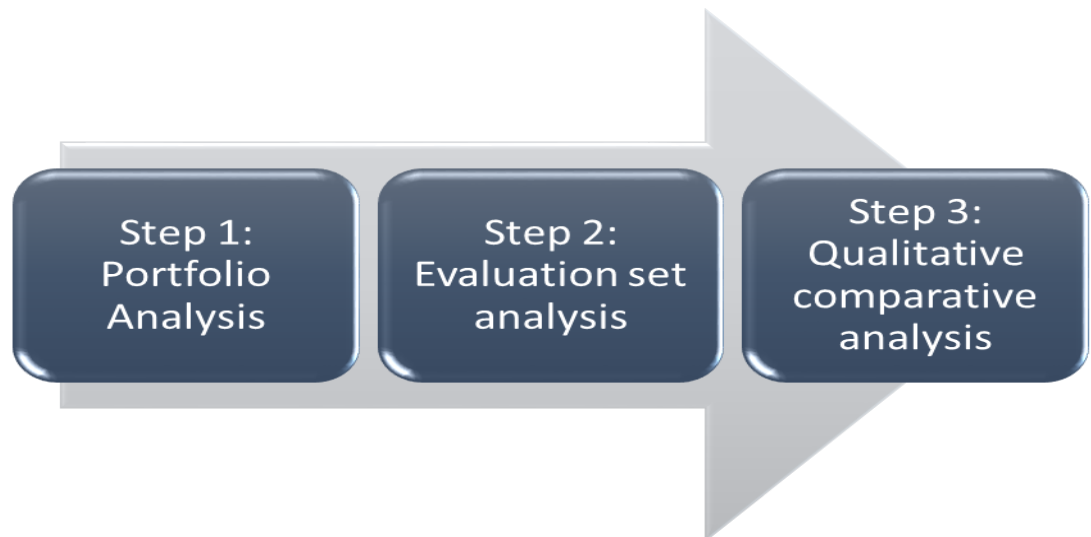 Step 1:
Portfolio
Analysis
Step 2:
Evaluation set
analysis
Step 3:
Qualitative
comparative
analysis